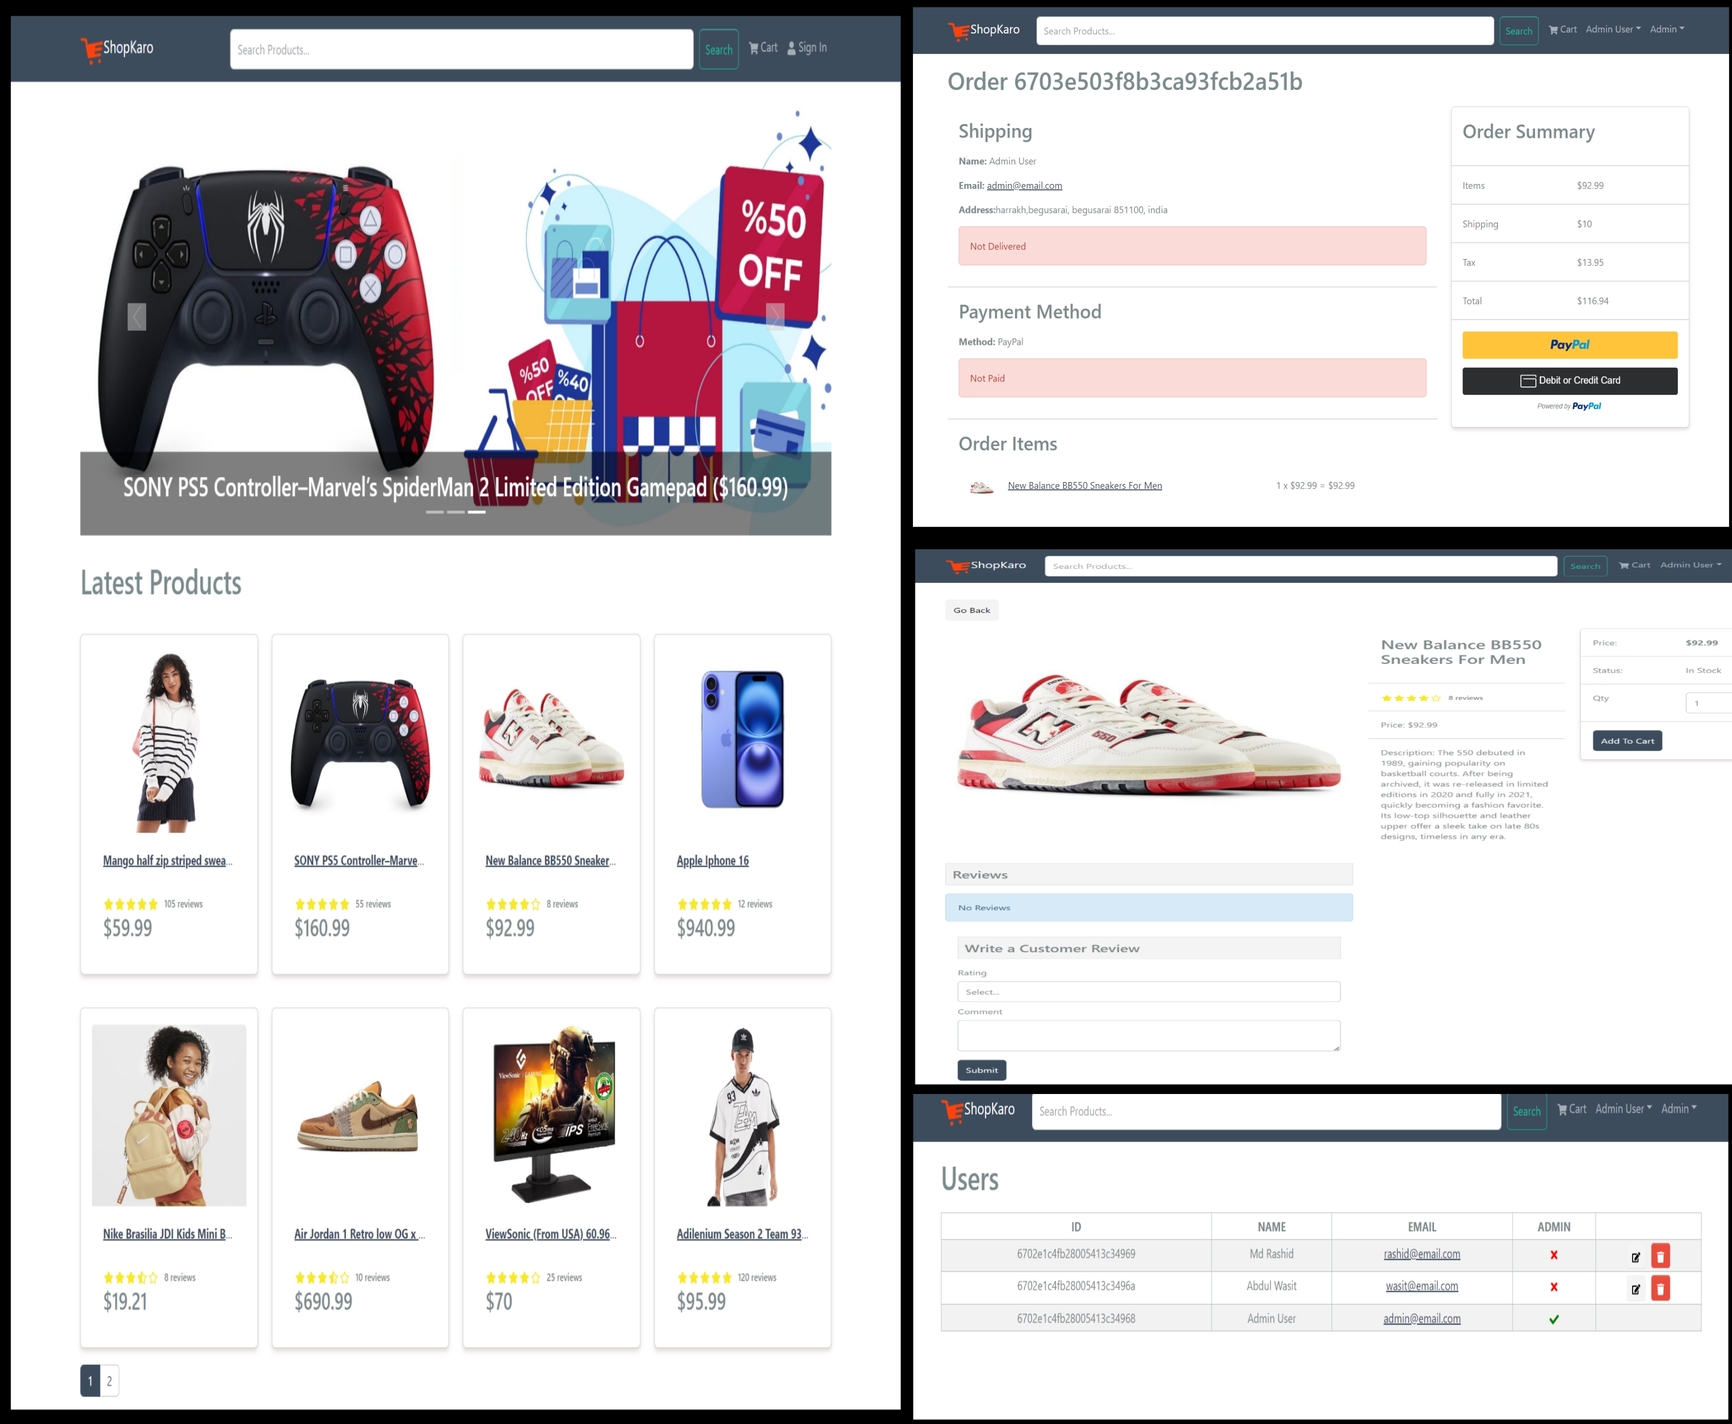 ShopKaro
Search Products...
Search
Cart
Sign In
%50
OFF
%50
OFF
%40
SONY PS5 Controller–Marvel's SpiderMan 2 Limited Edition Gamepad ($160.99)
Latest Products
Mango half zip striped swea...
105 reviews
$59.99
SONY PS5 Controller–Marve...
55 reviews
$160.99
New Balance BB550 Sneaker...
8 reviews
$92.99
Apple Iphone 16
12 reviews
$940.99
Nike Brasilia JDI Kids Mini B...
8 reviews
$19.21
Air Jordan 1 Retro low OG x ...
10 reviews
$690.99
ViewSonic
IPS
ViewSonic (From USA) 60.96...
25 reviews
$70
93
Adilenium Season 2 Team 93...
120 reviews
$95.99
1 2
ShopKaro
Search Products...
Search
Cart
Admin User
Admin
Order 6703e503f8b3ca93fcb2a51b
Shipping
Name: Admin User
Email: admin@email.com
Address:harrakh,begusarai, begusarai 851100, india
Not Delivered
Payment Method
Method: PayPal
Not Paid
Order Items
New Balance BB550 Sneakers For Men 1 x $92.99 = $92.99
Order Summary
Items $92.99
Shipping $10
Tax $13.95
Total $116.94
PayPal
Debit or Credit Card
Powered by PayPal
ShopKaro
Search Products...
Search
Cart
Admin User
Go Back
550
New Balance BB550
Sneakers For Men
8 reviews
Price: $92.99
Description: The 550 debuted in
1989, gaining popularity on
basketball courts. After being
archived, it was re-released in limited
editions in 2020 and fully in 2021,
quickly becoming a fashion favorite.
Its low-top silhouette and leather
upper offer a sleek take on late 80s
designs, timeless in any era.
Price: $92.99
Status: In Stock
Qty 1
Add To Cart
Reviews
No Reviews
Write a Customer Review
Rating
Select...
Comment
Submit
ShopKaro
Search Products...
Search
Cart
Admin User
Admin
Users
ID NAME EMAIL ADMIN
6702e1c4fb28005413c34969 Md Rashid rashid@email.com
6702e1c4fb28005413c3496a Abdul Wasit wasit@email.com
6702e1c4fb28005413c34968 Admin User admin@email.com